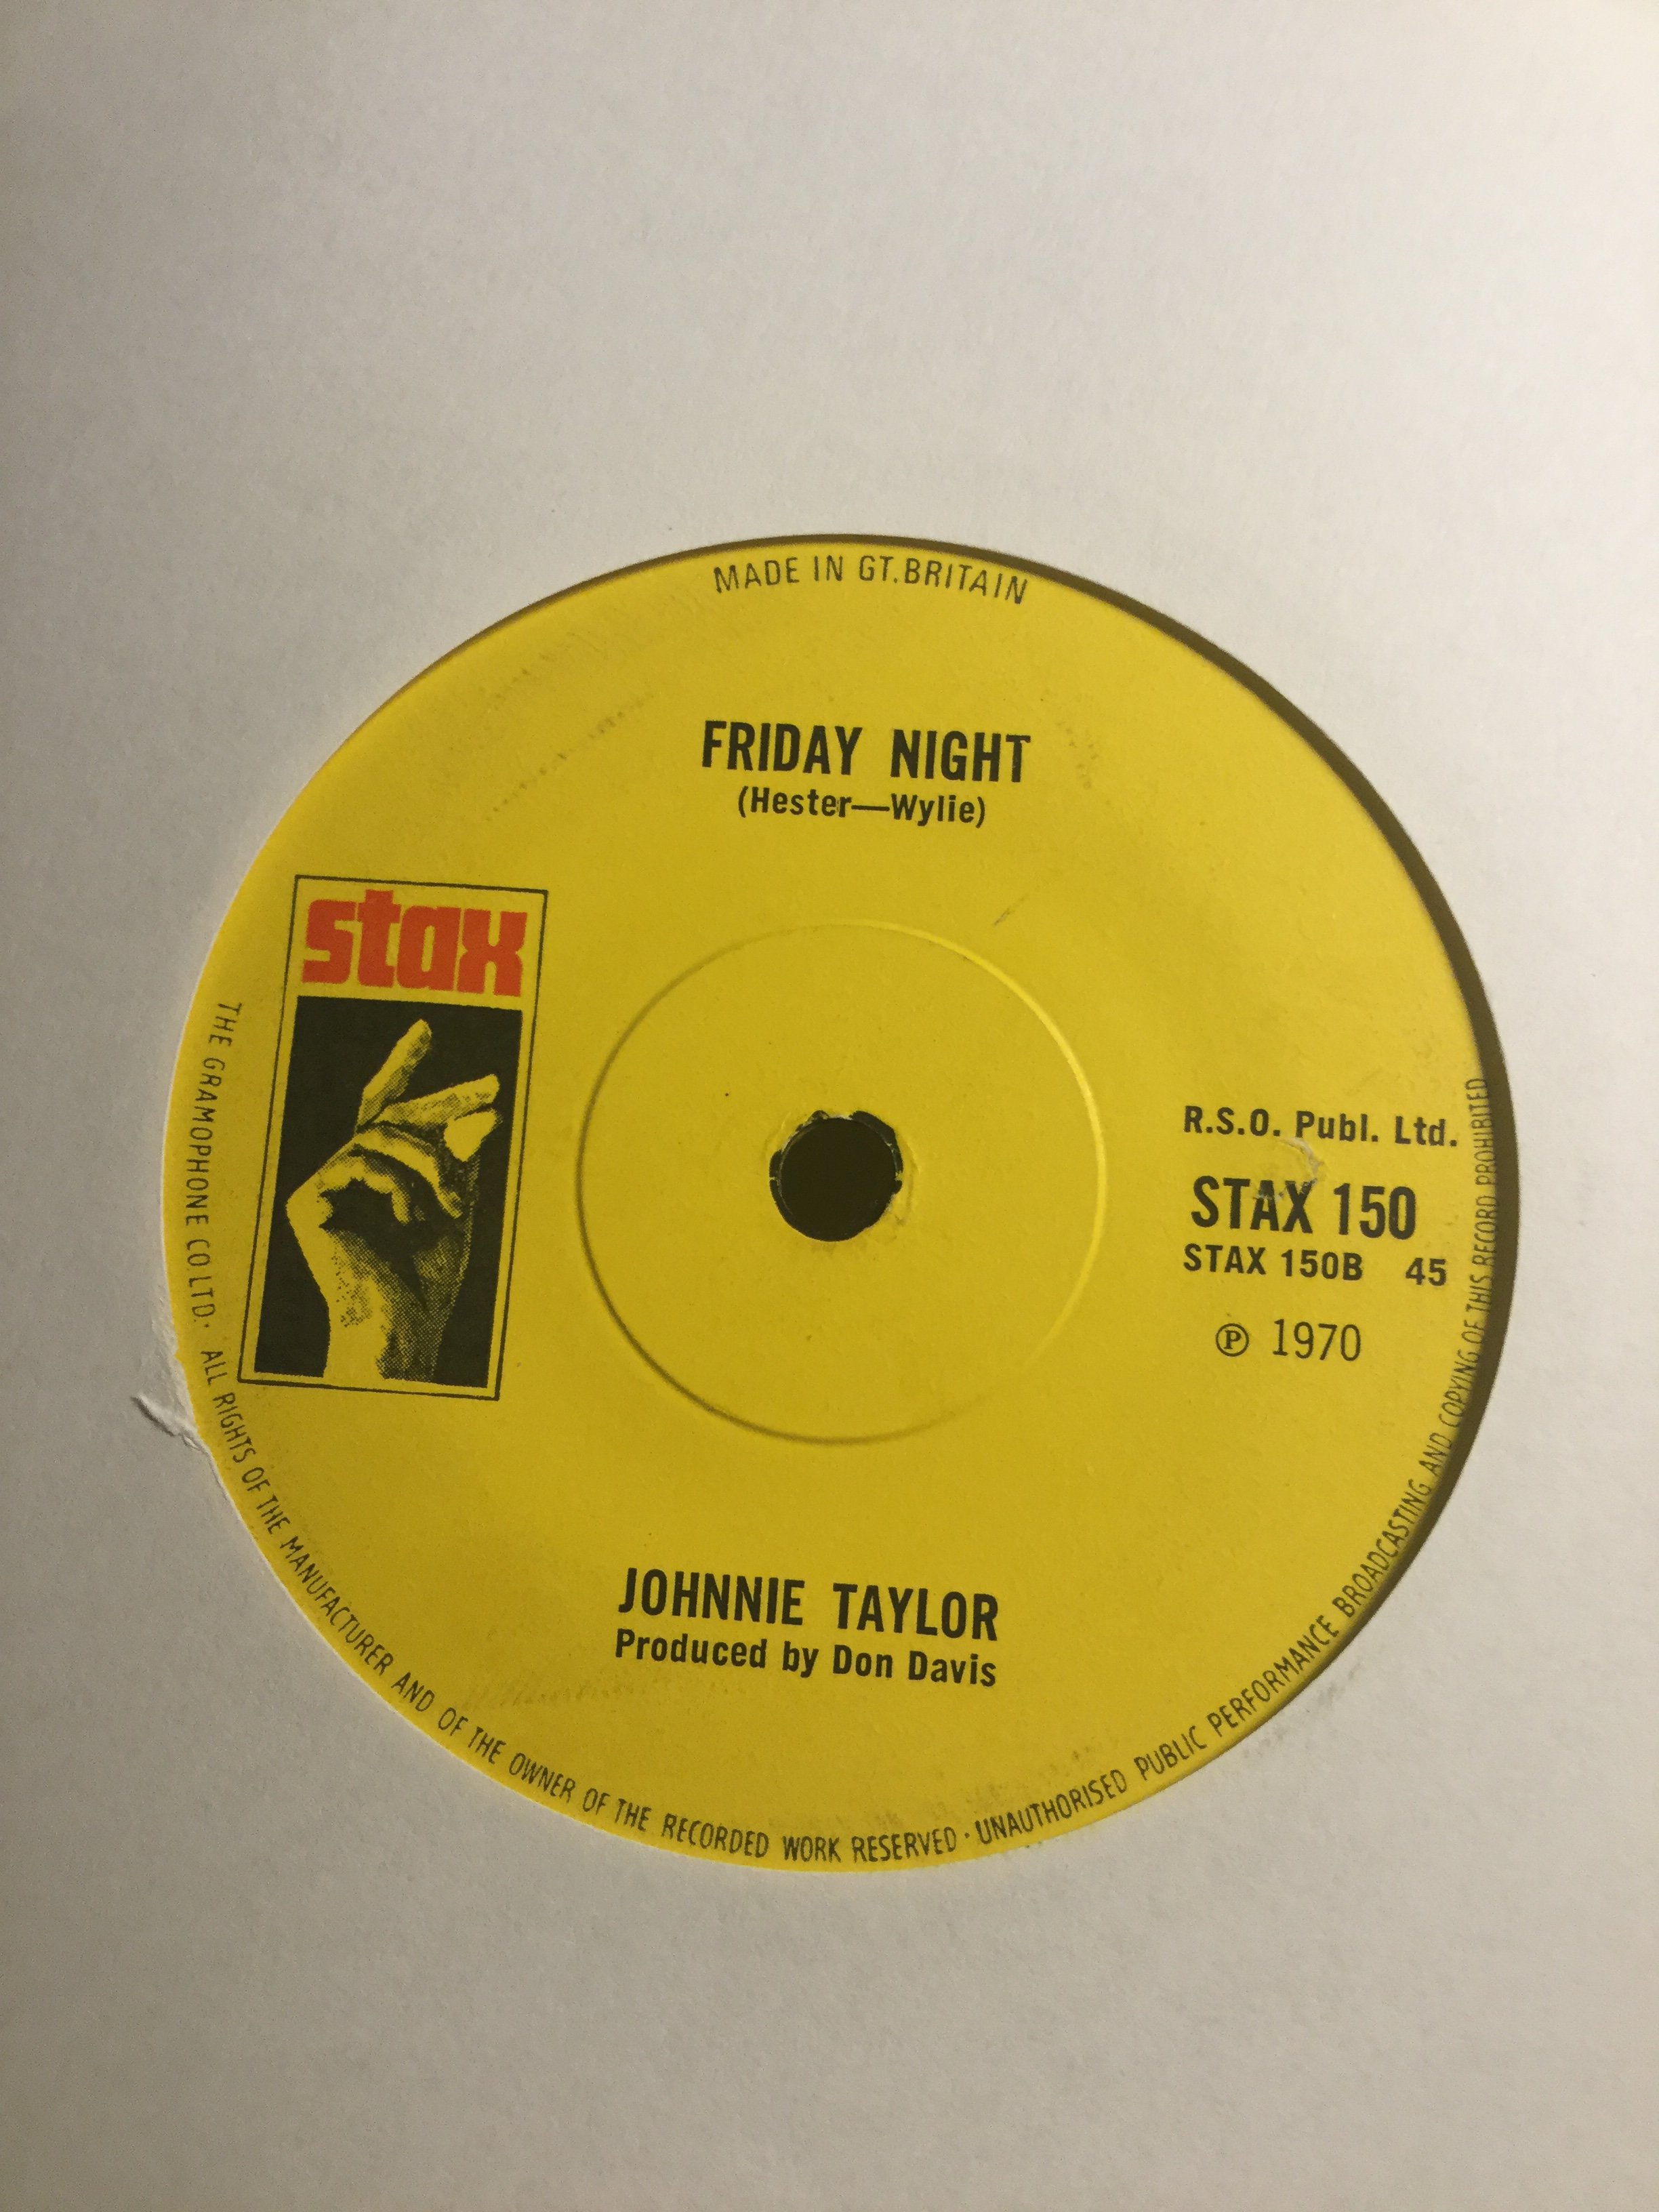 MADE IN GT. BRITAIN
FRIDAY NIGHT
(Hester—Wylie)
stax
R.S.O. Publ. Ltd.
STAX 150
STAX 150B 45
℗ 1970
JOHNNIE TAYLOR
Produced by Don Davis
THE GRAMOPHONE CO LTD · ALL RIGHTS OF THE MANUFACTURER AND OF THE OWNER OF THE RECORDED WORK RESERVED · UNAUTHORISED PUBLIC PERFORMANCE BROADCASTING AND COPYING OF THIS RECORD PROHIBITED